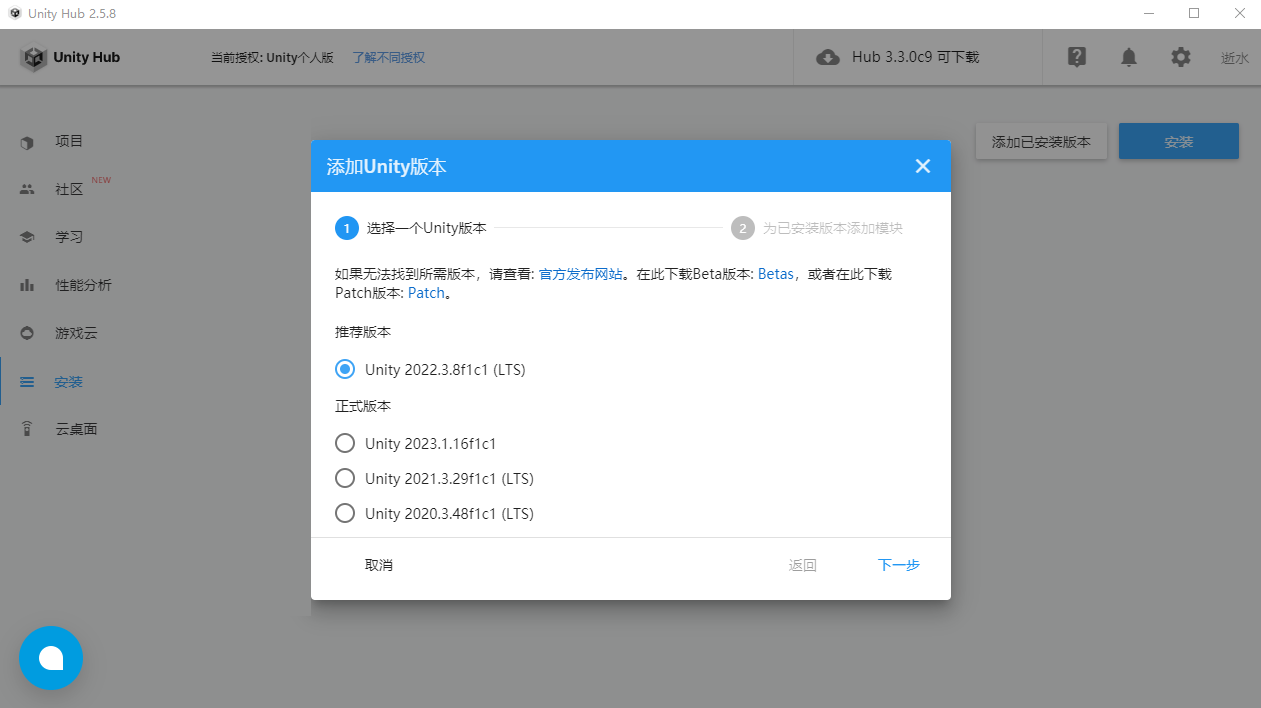 Unity Hub 2.5.8
Unity Hub
当前授权: Unity个人版
了解不同授权
Hub 3.3.0c9 可下载
逝水
项目
社区 NEW
学习
性能分析
游戏云
安装
云桌面
添加已安装版本
安装
添加Unity版本
1 选择一个Unity版本
2 为已安装版本添加模块
如果无法找到所需版本，请查看: 官方发布网站。在此下载Beta版本: Betas，或者在此下载
Patch版本: Patch。
推荐版本
Unity 2022.3.8f1c1 (LTS)
正式版本
Unity 2023.1.16f1c1
Unity 2021.3.29f1c1 (LTS)
Unity 2020.3.48f1c1 (LTS)
取消
返回
下一步